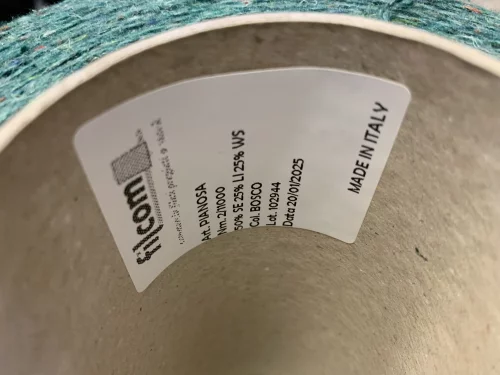 filcom
Art. PIANOSA
Nm. 2/11000
50% SE 25% LI 25% WS
Col. BOSCO
Lot. 102944
Data 20/01/2025
MADE IN ITALY